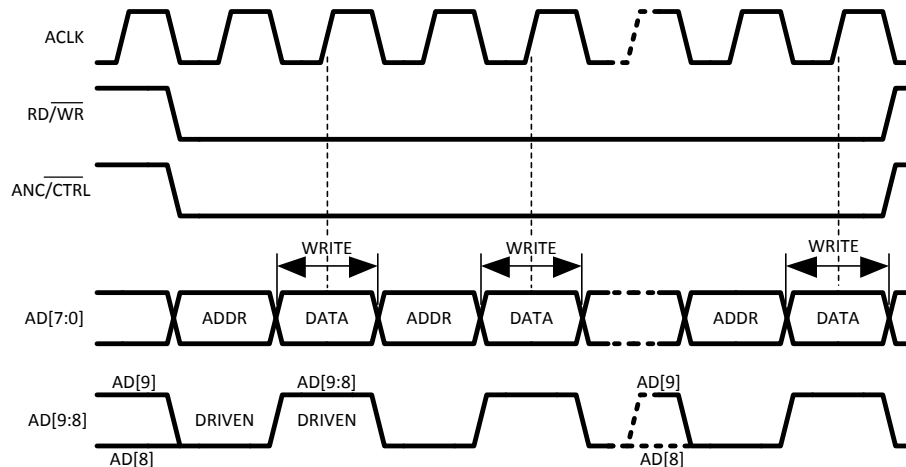 ACLK
RD/WR
ANC/CTRL
WRITE WRITE WRITE
AD[7:0] ADDR DATA ADDR DATA ADDR DATA
AD[9] AD[9:8] AD[9]
AD[9:8] DRIVEN DRIVEN
AD[8] AD[8]